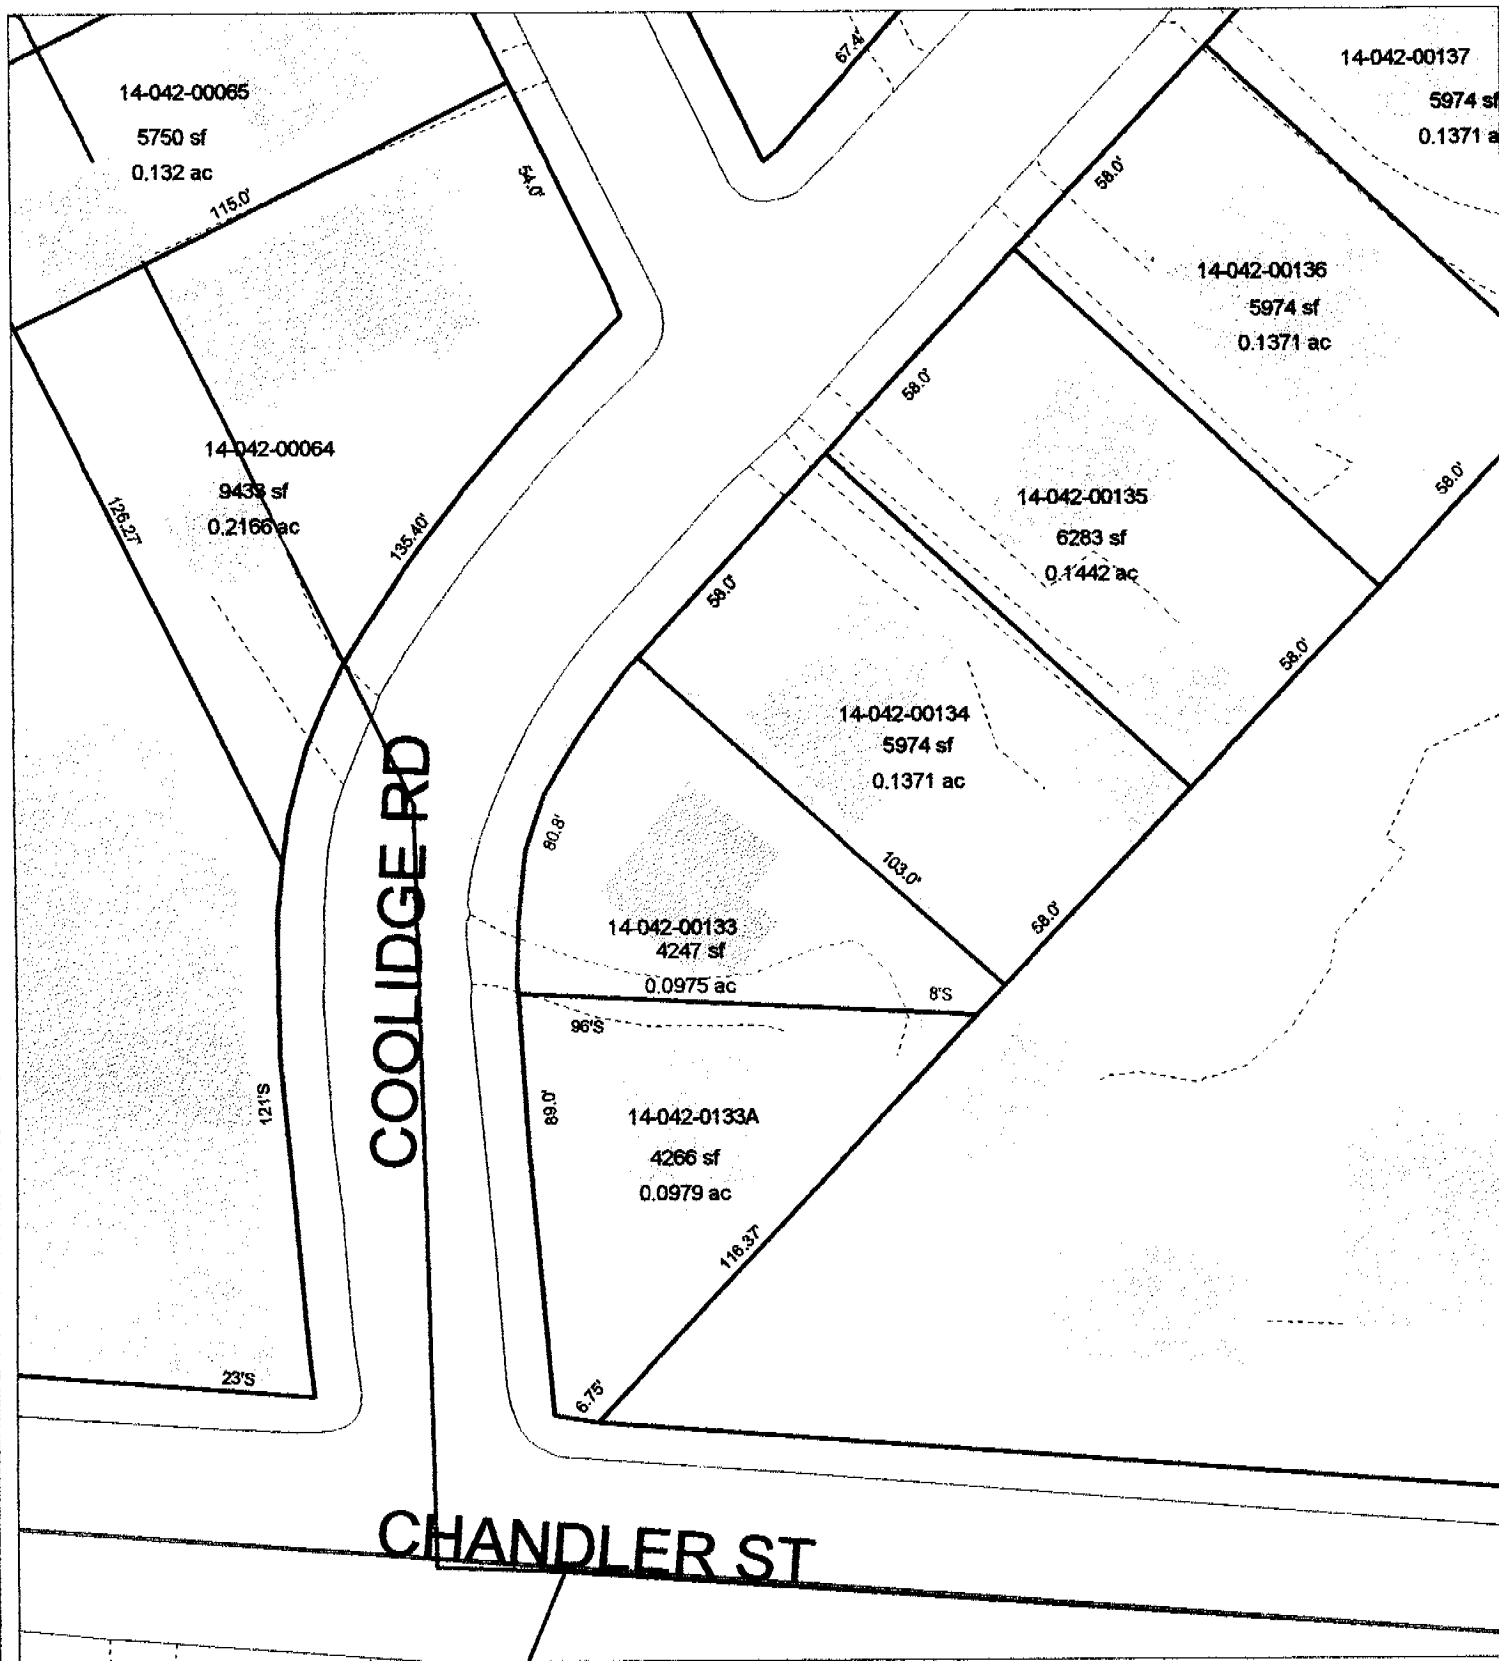 14-042-00065
5750 sf
0.132 ac
115.0'
54.0'
67.4'
14-042-00137
5974 sf
0.1371 a
58.0'
14-042-00136
5974 sf
0.1371 ac
58.0'
58.0'
14-042-00064
9433 sf
0.2166 ac
126.27'
135.40'
14-042-00135
6283 sf
0.1442 ac
58.0'
58.0'
14-042-00134
5974 sf
0.1371 ac
103.0'
58.0'
80.8'
14-042-00133
4247 sf
0.0975 ac
8'S
96'S
89.0'
14-042-0133A
4266 sf
0.0979 ac
116.37'
6.75'
121'S
23'S
COOLIDGE RD
CHANDLER ST